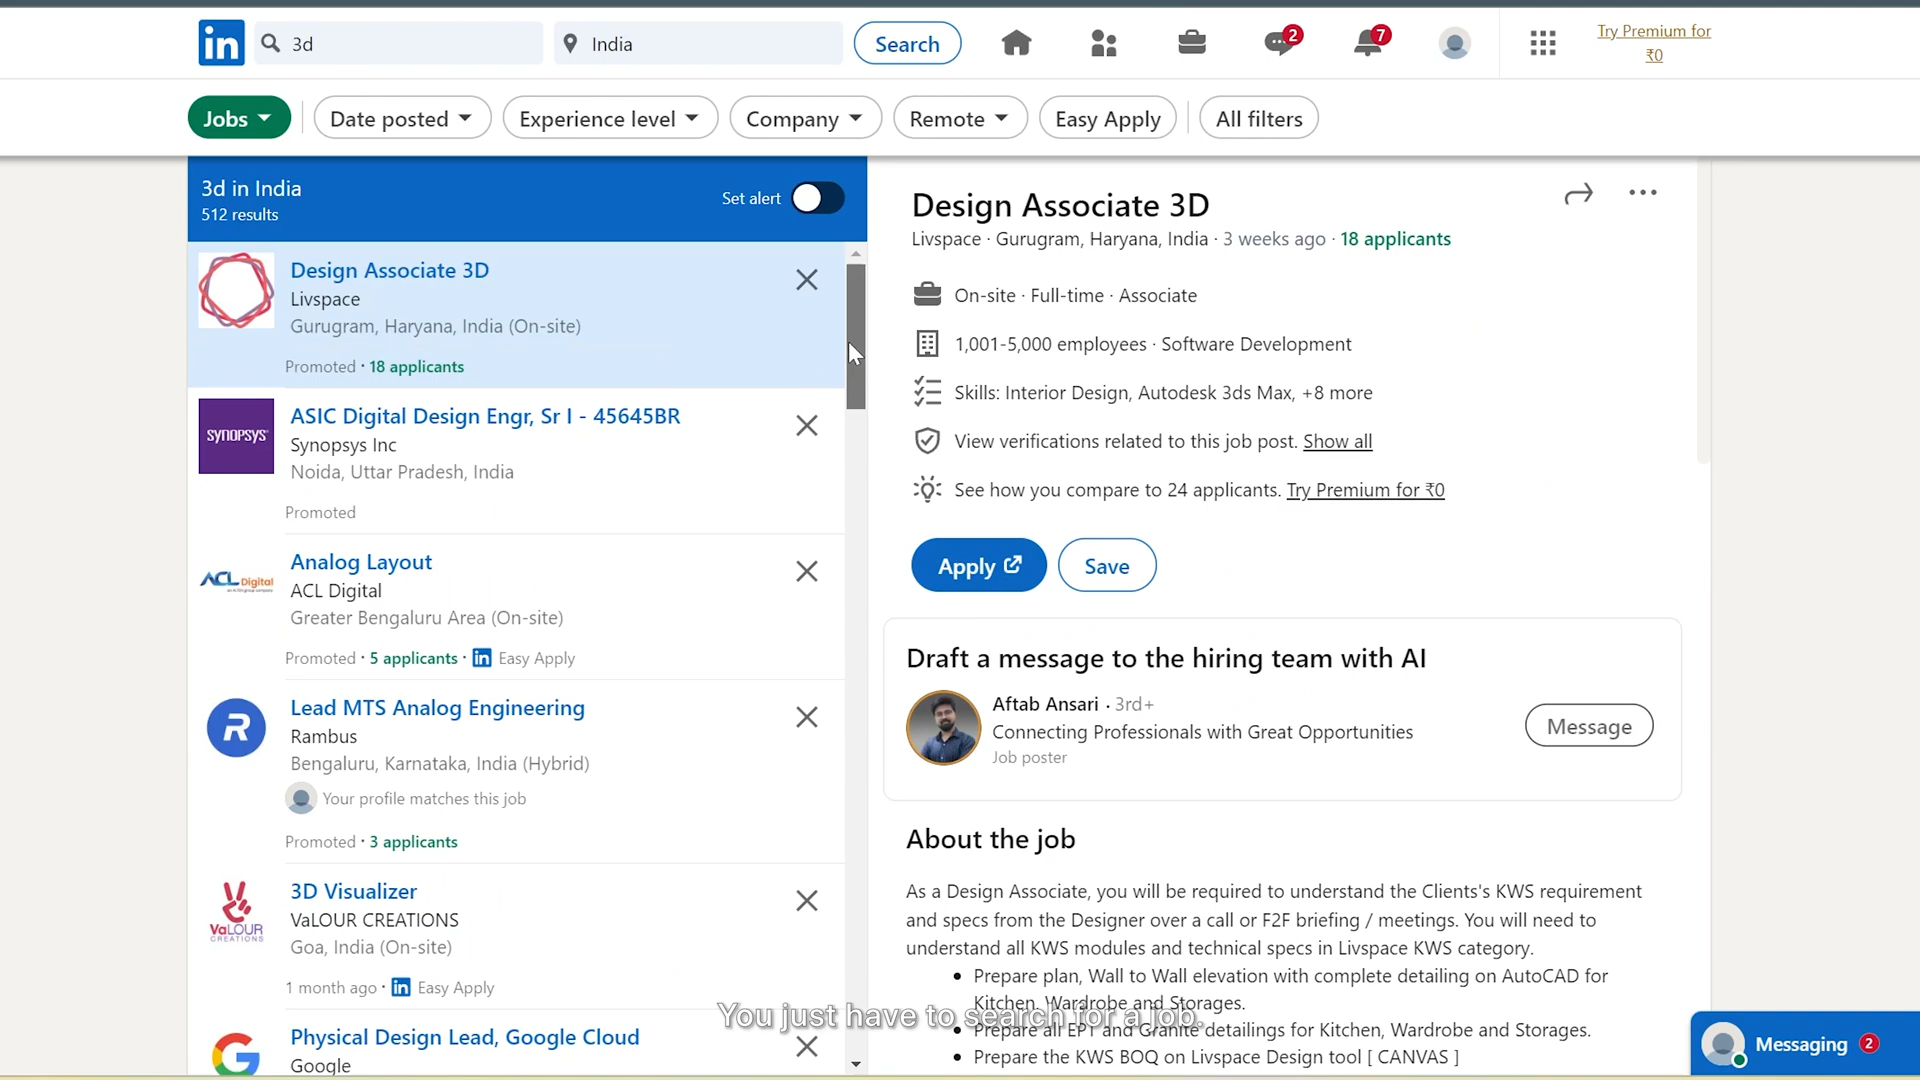 in
3d
India
Search
2
7
Try Premium for
₹0
Jobs
Date posted
Experience level
Company
Remote
Easy Apply
All filters
3d in India
512 results
Set alert
Design Associate 3D
Livspace
Gurugram, Haryana, India (On-site)
Promoted · 18 applicants
SYNOPSYS
ASIC Digital Design Engr, Sr I - 45645BR
Synopsys Inc
Noida, Uttar Pradesh, India
Promoted
ACL Digital
Analog Layout
ACL Digital
Greater Bengaluru Area (On-site)
Promoted · 5 applicants · in Easy Apply
R
Lead MTS Analog Engineering
Rambus
Bengaluru, Karnataka, India (Hybrid)
Your profile matches this job
Promoted · 3 applicants
VaLOUR
CREATIONS
3D Visualizer
VaLOUR CREATIONS
Goa, India (On-site)
1 month ago · in Easy Apply
G
Physical Design Lead, Google Cloud
Google
Design Associate 3D
Livspace · Gurugram, Haryana, India · 3 weeks ago · 18 applicants
On-site · Full-time · Associate
1,001-5,000 employees · Software Development
Skills: Interior Design, Autodesk 3ds Max, +8 more
View verifications related to this job post. Show all
See how you compare to 24 applicants. Try Premium for ₹0
Apply
Save
Draft a message to the hiring team with AI
Aftab Ansari · 3rd+
Connecting Professionals with Great Opportunities
Job poster
Message
About the job
As a Design Associate, you will be required to understand the Clients's KWS requirement
and specs from the Designer over a call or F2F briefing / meetings. You will need to
understand all KWS modules and technical specs in Livspace KWS category.
• Prepare plan, Wall to Wall elevation with complete detailing on AutoCAD for
Kitchen, Wardrobe and Storages.
• Prepare all EPT and Granite detailings for Kitchen, Wardrobe and Storages.
• Prepare the KWS BOQ on Livspace Design tool [ CANVAS ]
You just have to search for a job.
Messaging 2